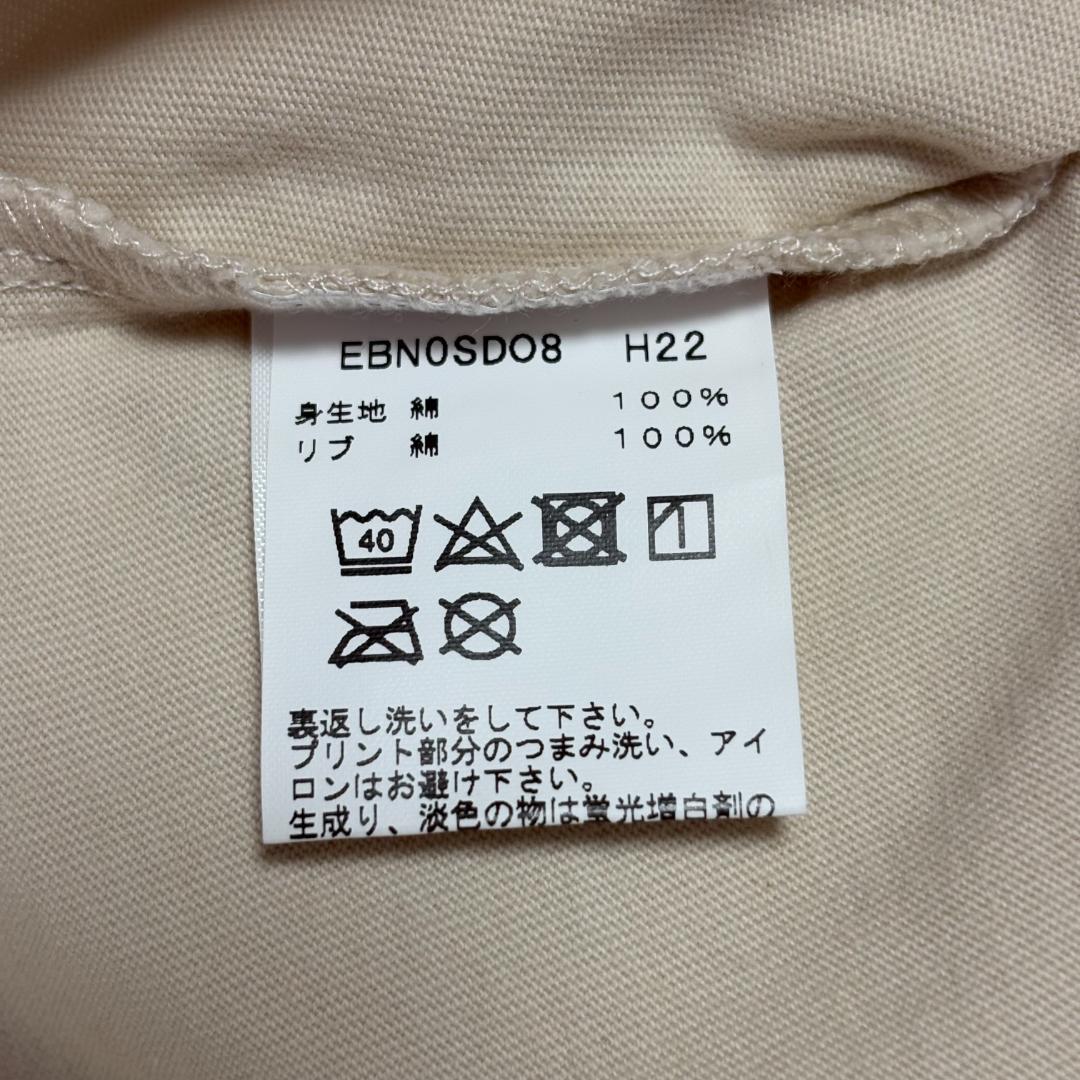 EBN0SD08 H22
身生地 綿 100%
リブ 綿 100%
40
裏返し洗いをして下さい。
プリント部分のつまみ洗い、アイ
ロンはお避け下さい。
生成り、淡色の物は蛍光増白剤の